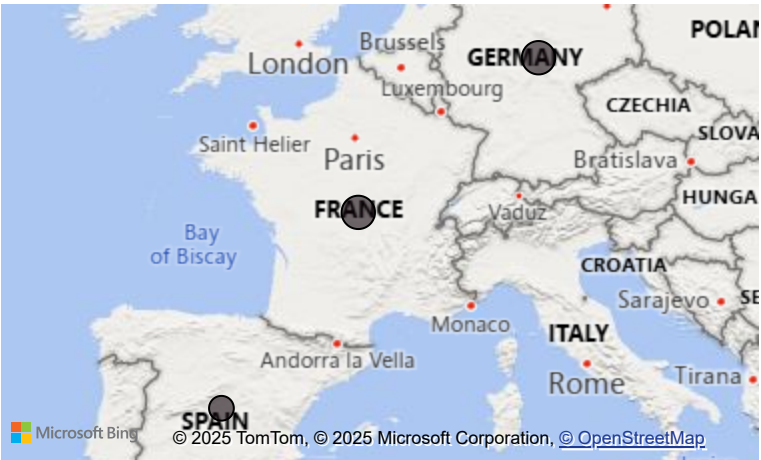 Brussels
POLAN
London
GERMANY
Luxembourg
CZECHIA
Saint Helier
SLOVA
Paris
Bratislava
FRANCE
Vaduz
HUNGA
Bay
of Biscay
CROATIA
Sarajevo
SE
Monaco
ITALY
Andorra la Vella
Rome
Tirana
SPAIN
Microsoft Bing
© 2025 TomTom, © 2025 Microsoft Corporation, © OpenStreetMap